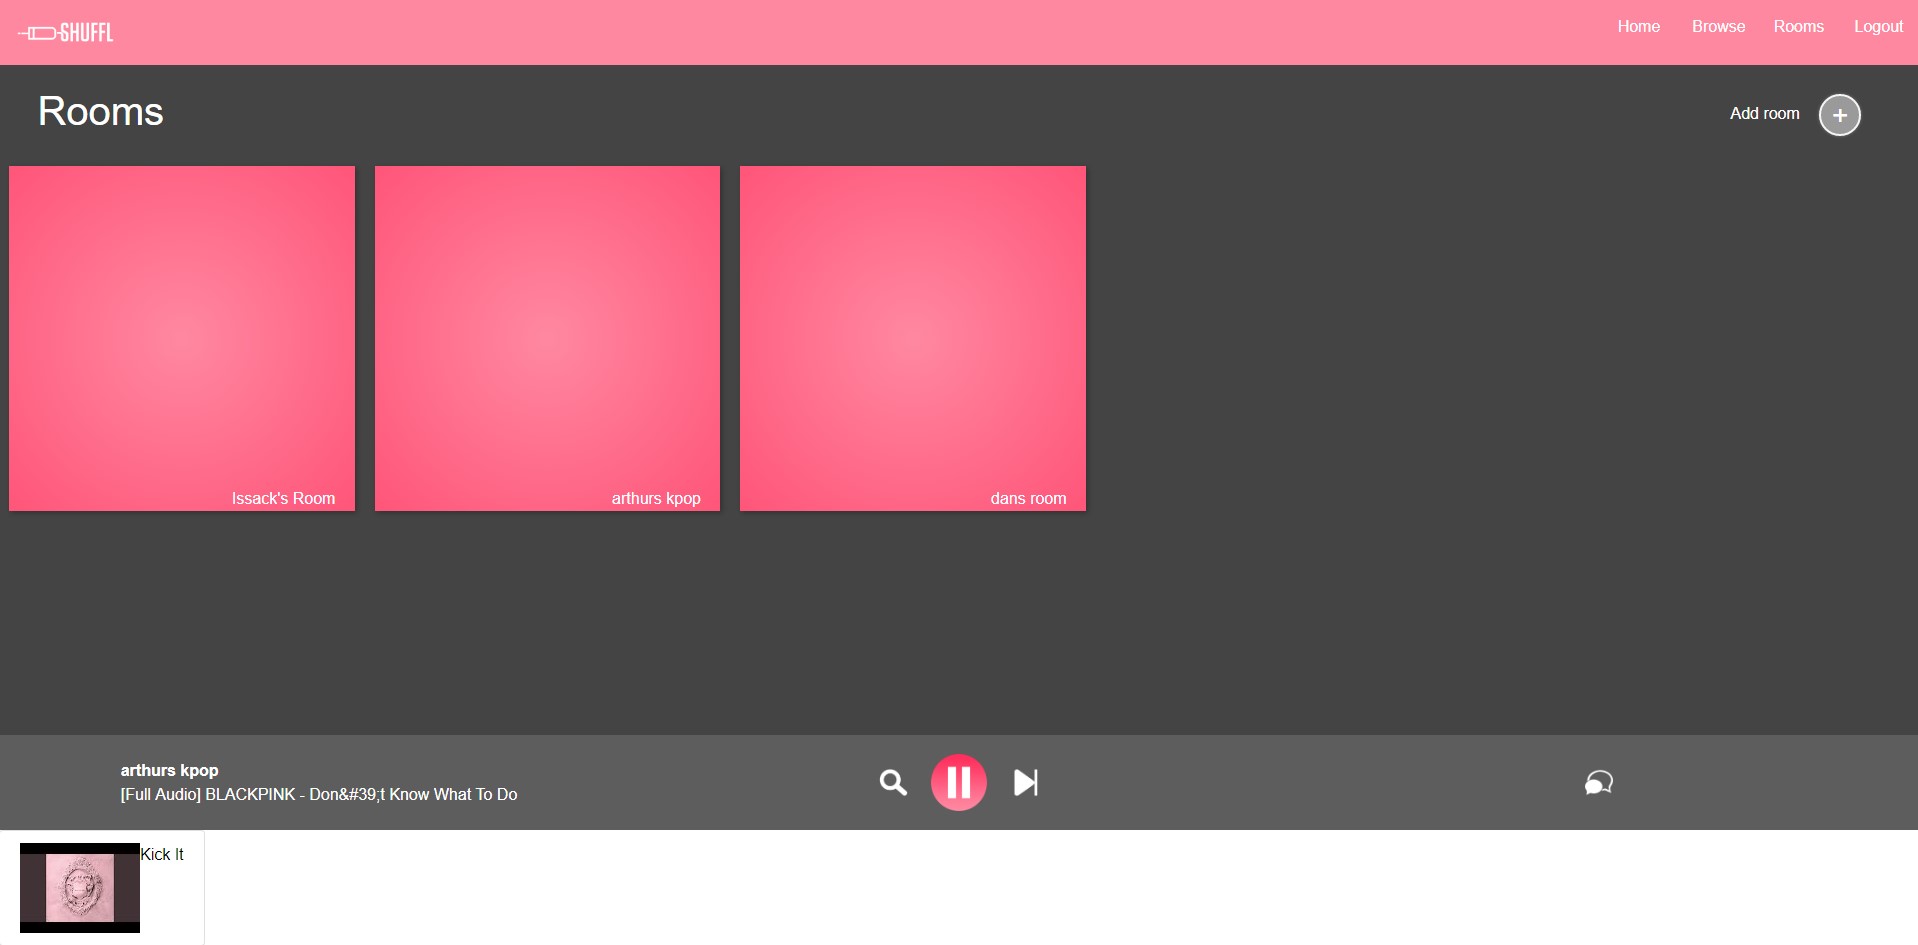 SHUFFL
Home Browse Rooms Logout
Rooms
Add room
Issack's Room
arthurs kpop
dans room
arthurs kpop
[Full Audio] BLACKPINK - Don&#39;t Know What To Do
Kick It